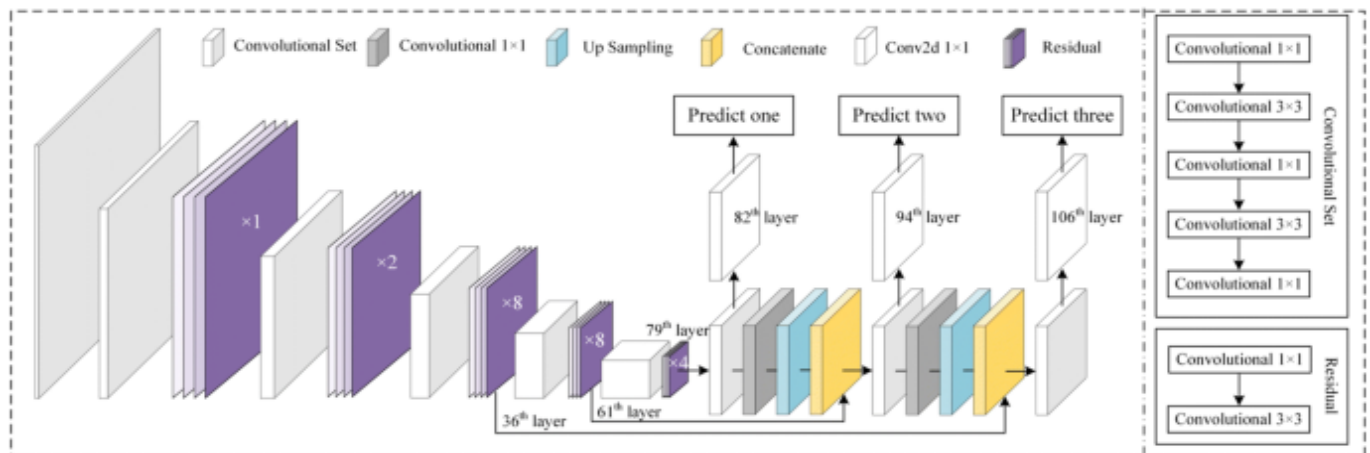 Convolutional Set
Convolutional 1×1
Up Sampling
Concatenate
Conv2d 1×1
Residual
×1
×2
×8
×8
×4
36th layer
61th layer
79th layer
Predict one
Predict two
Predict three
82th layer
94th layer
106th layer
Convolutional 1×1
Convolutional 3×3
Convolutional 1×1
Convolutional 3×3
Convolutional 1×1
Convolutional Set
Convolutional 1×1
Convolutional 3×3
Residual